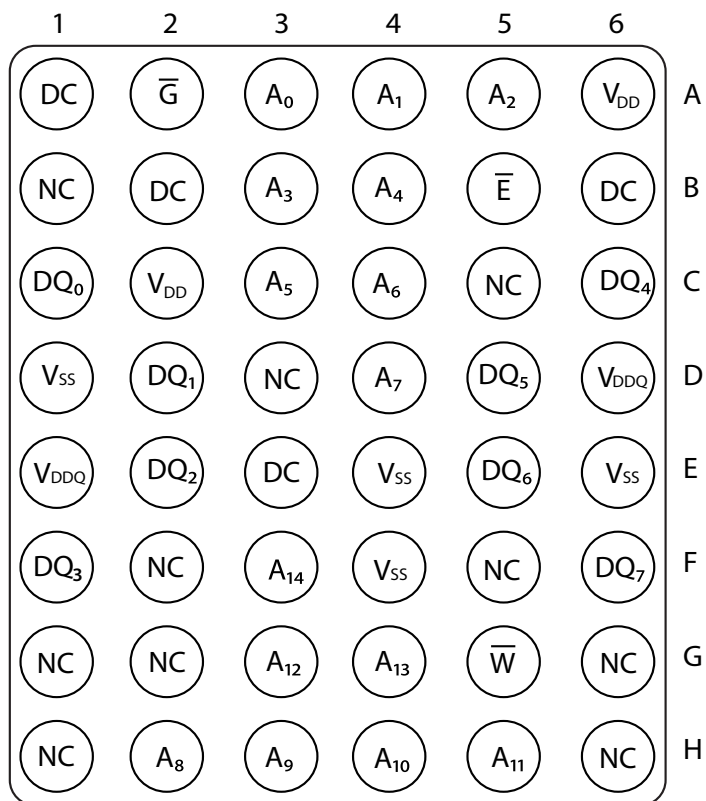 1 2 3 4 5 6
DC G̅ A₀ A₁ A₂ V_DD A
NC DC A₃ A₄ E̅ DC B
DQ₀ V_DD A₅ A₆ NC DQ₄ C
V_SS DQ₁ NC A₇ DQ₅ V_DDQ D
V_DDQ DQ₂ DC V_SS DQ₆ V_SS E
DQ₃ NC A₁₄ V_SS NC DQ₇ F
NC NC A₁₂ A₁₃ W̅ NC G
NC A₈ A₉ A₁₀ A₁₁ NC H